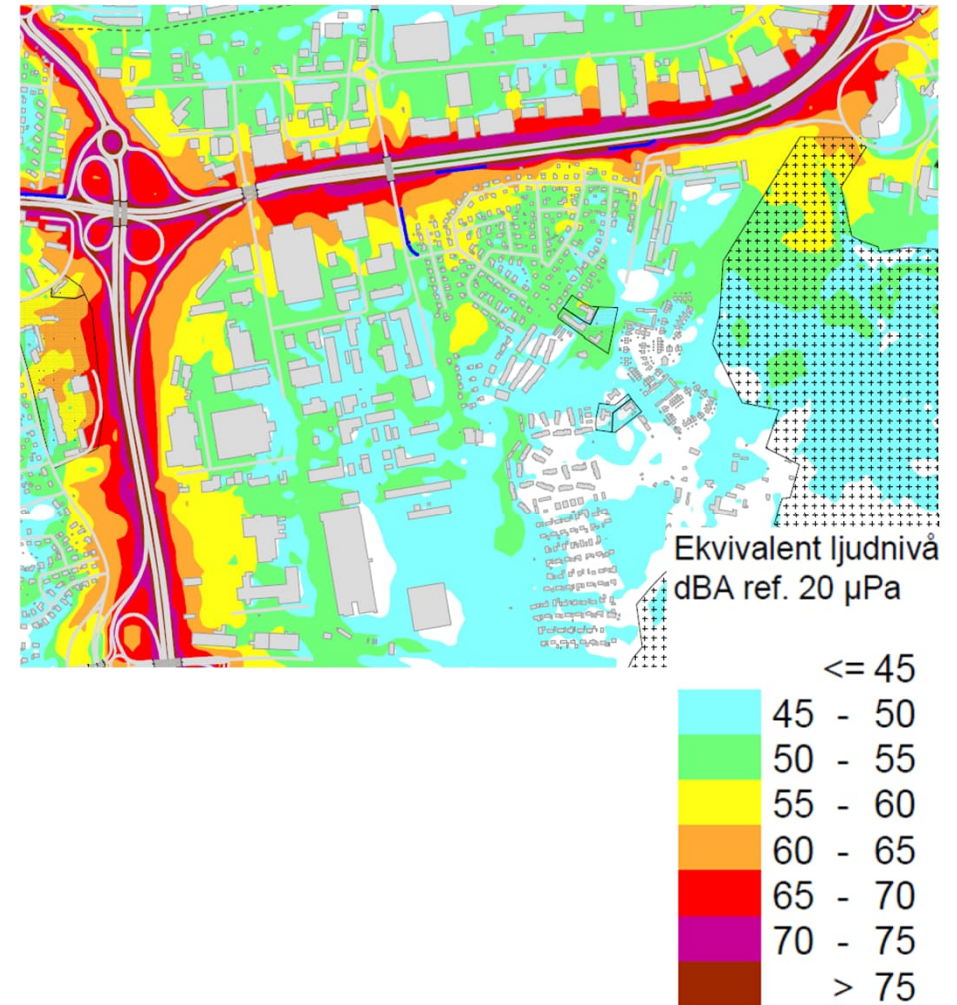 Ekvivalent ljudnivå
dBA ref. 20 µPa
<= 45
45 - 50
50 - 55
55 - 60
60 - 65
65 - 70
70 - 75
> 75